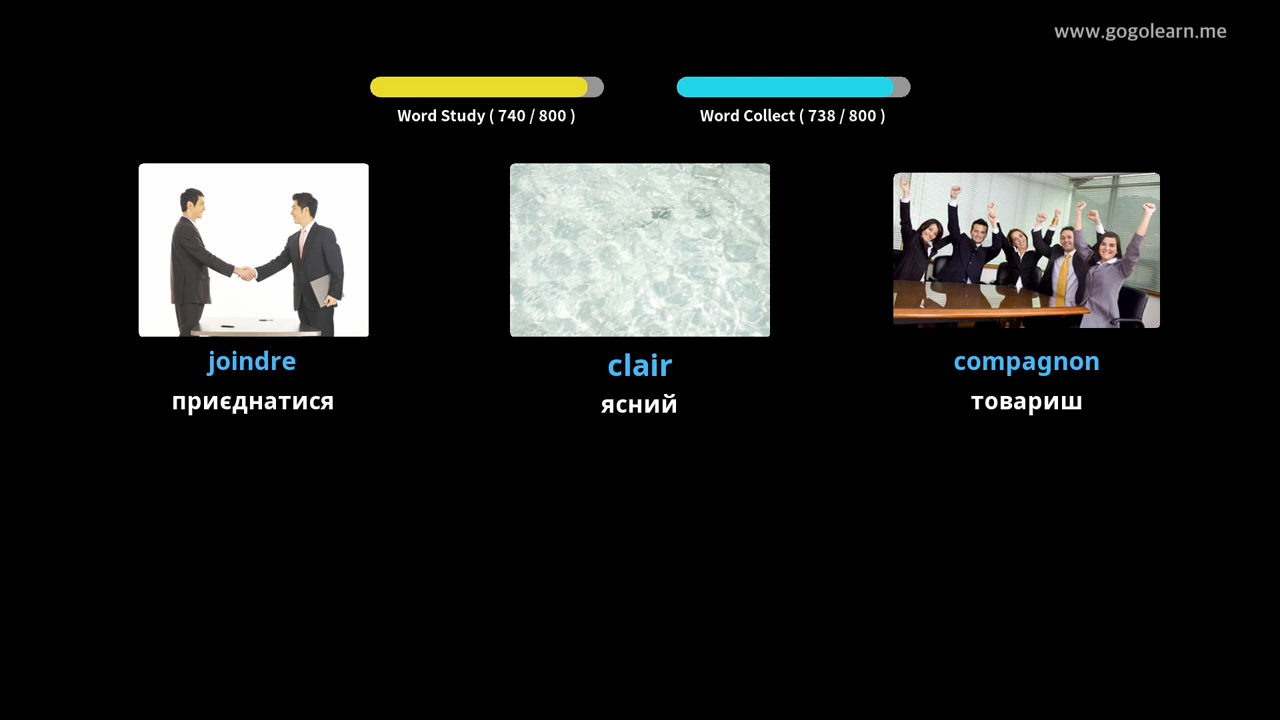 www.gogolearn.me
Word Study ( 740 / 800 )
Word Collect ( 738 / 800 )
joindre
приєднатися
clair
ясний
compagnon
товариш